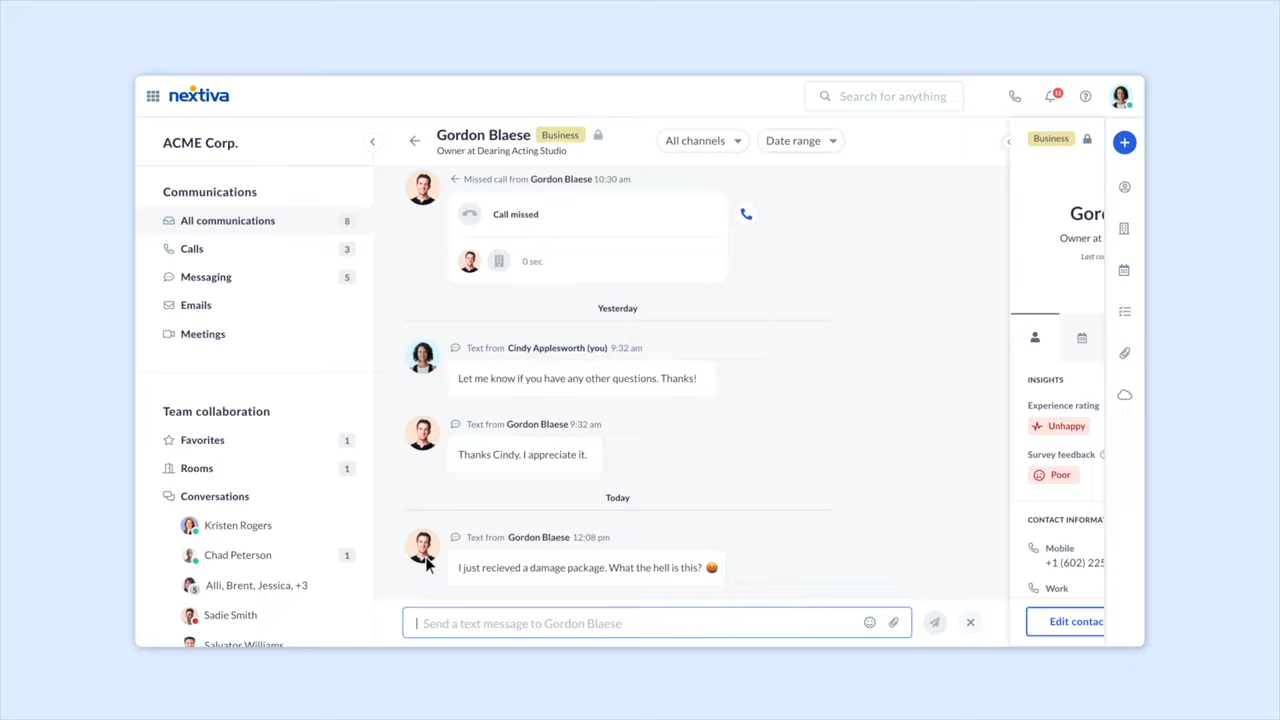 nextiva
Search for anything
11
ACME Corp.
Gordon Blaese
Business
Owner at Dearing Acting Studio
All channels
Date range
Communications
All communications 8
Calls 3
Messaging 5
Emails
Meetings
Team collaboration
Favorites 1
Rooms 1
Conversations
Kristen Rogers
Chad Peterson 1
Alli, Brent, Jessica, +3
Sadie Smith
Salvator Williams
Missed call from Gordon Blaese 10:30 am
Call missed
0 sec
Yesterday
Text from Cindy Applesworth (you) 9:32 am
Let me know if you have any other questions. Thanks!
Text from Gordon Blaese 9:32 am
Thanks Cindy. I appreciate it.
Today
Text from Gordon Blaese 12:08 pm
I just recieved a damage package. What the hell is this? 🤬
Send a text message to Gordon Blaese
Business
Gor
Owner at
Last co
INSIGHTS
Experience rating
Unhappy
Survey feedback
Poor
CONTACT INFORMA
Mobile
+1 (602) 225
Work
Edit contac